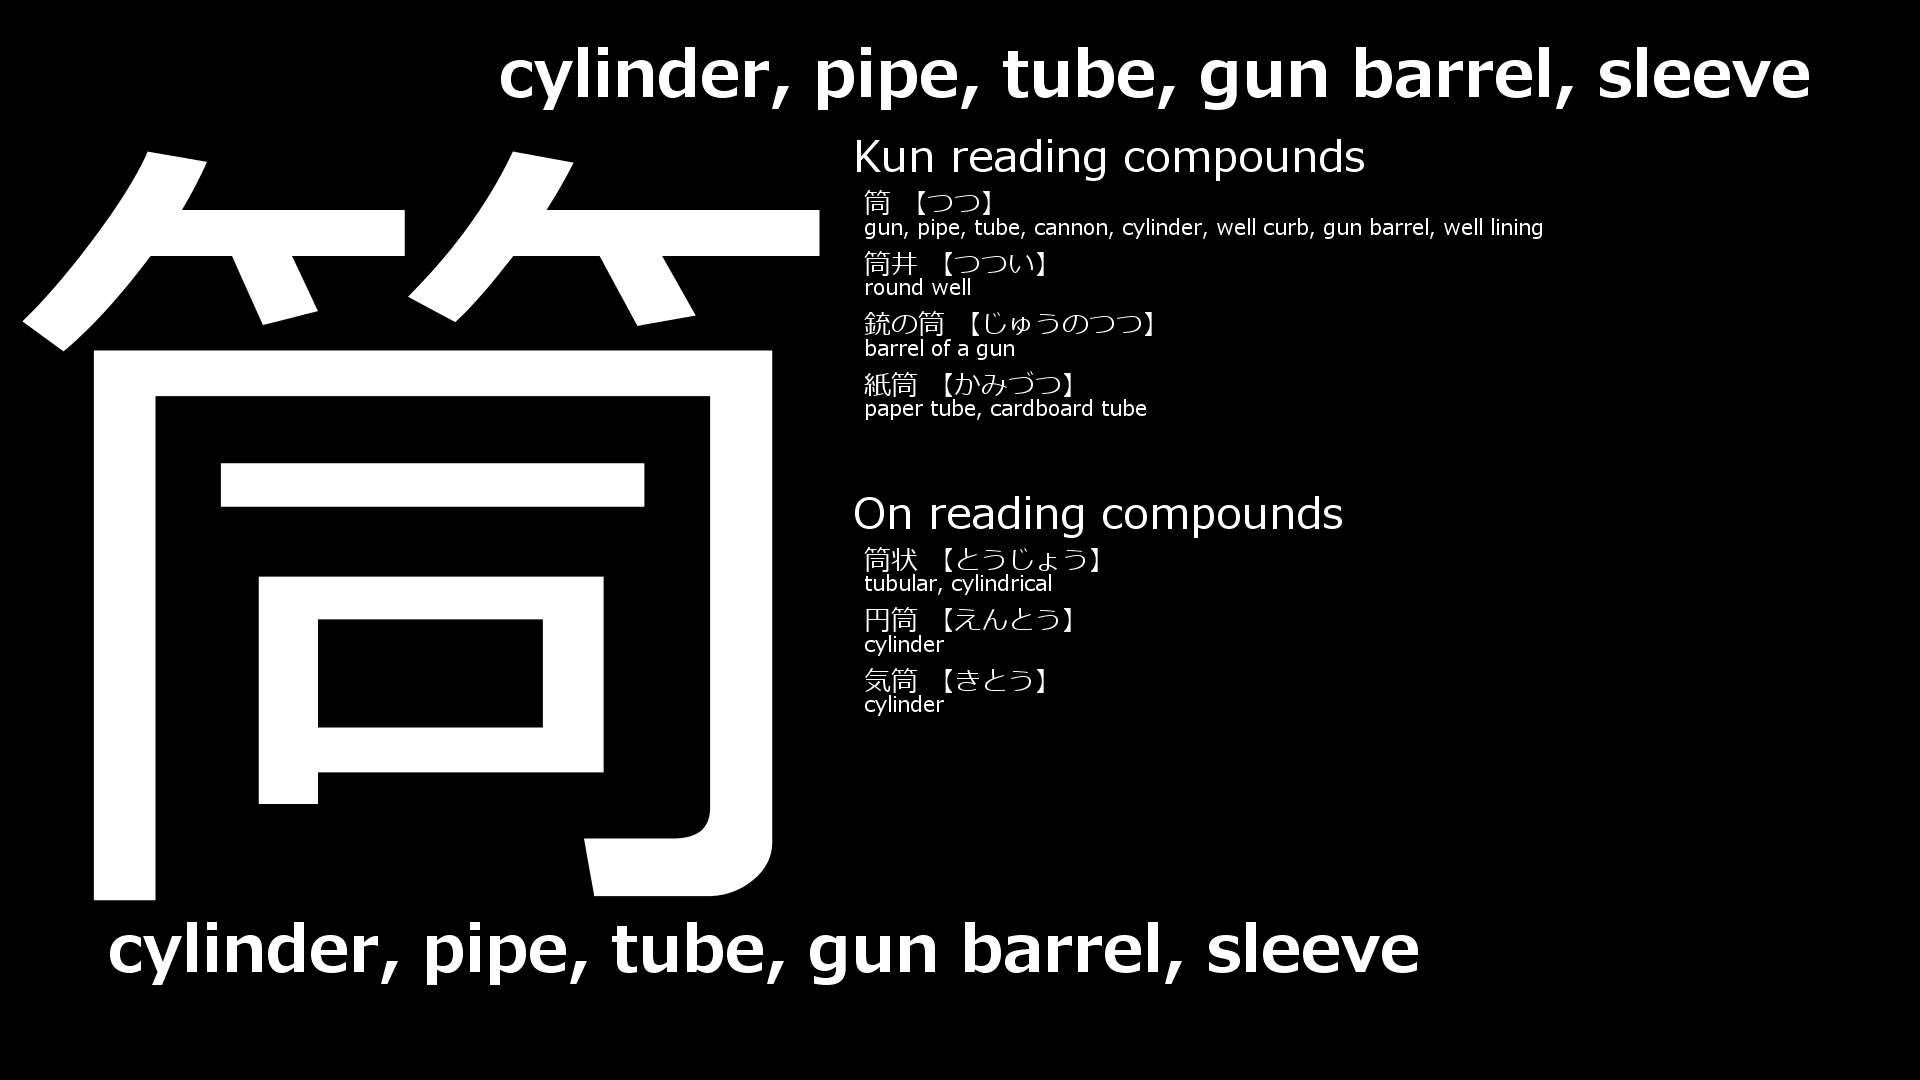 cylinder, pipe, tube, gun barrel, sleeve
筒
Kun reading compounds
筒 【つつ】
gun, pipe, tube, cannon, cylinder, well curb, gun barrel, well lining
筒井 【つつい】
round well
銃の筒 【じゅうのつつ】
barrel of a gun
紙筒 【かみづつ】
paper tube, cardboard tube
On reading compounds
筒状 【とうじょう】
tubular, cylindrical
円筒 【えんとう】
cylinder
気筒 【きとう】
cylinder
cylinder, pipe, tube, gun barrel, sleeve